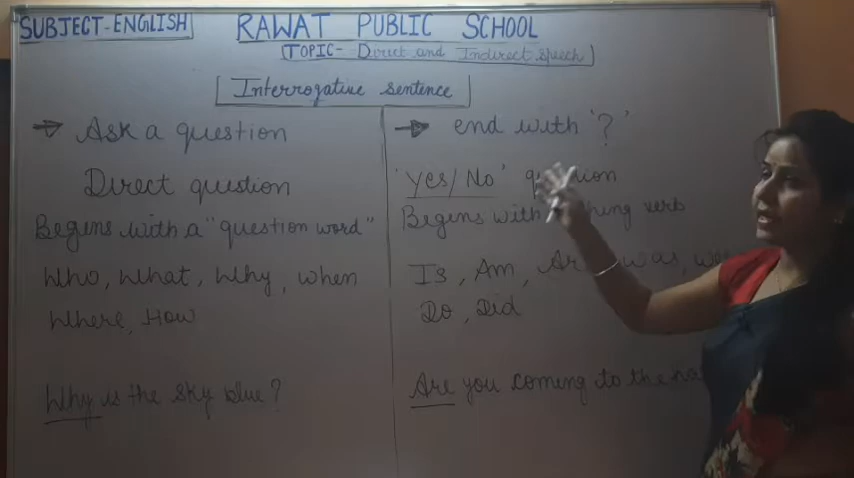 SUBJECT-ENGLISH
RAWAT PUBLIC SCHOOL
TOPIC- Direct and Indirect speech
Interrogative sentence
Ask a question
Direct question
Begins with a "question word"
Who, What, Why, when
Where, How
Why is the sky blue?
end with '?'
'Yes/No'
Begins with verb
Is, Am, was,
Do, Did
Are you coming to the